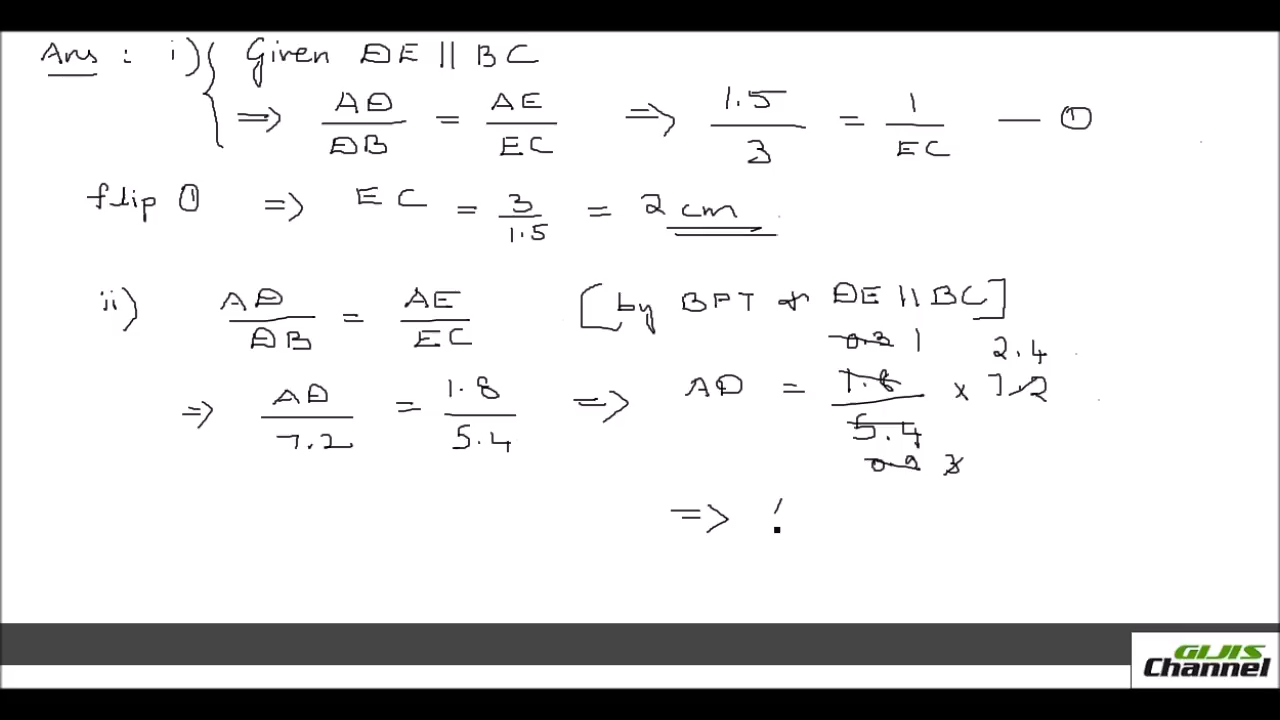 Ans : i) Given DE || BC
=> AD/DB = AE/EC => 1.5/3 = 1/EC — ①
flip ① => EC = 3/1.5 = 2 cm
ii) AD/DB = AE/EC [by BPT & DE || BC]
=> AD/7.2 = 1.8/5.4 => AD = 1.8/5.4 × 7.2
0.3 1 2.4
0.9 3
=>
GIJIS
Channel